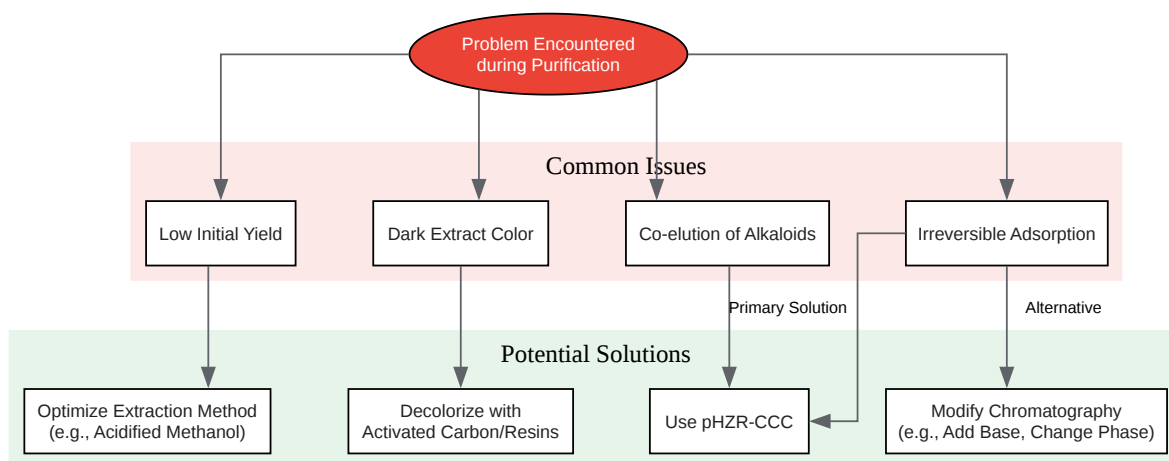 Problem Encountered
during Purification
Common Issues
Low Initial Yield
Dark Extract Color
Co-elution of Alkaloids
Irreversible Adsorption
Primary Solution
Alternative
Potential Solutions
Optimize Extraction Method
(e.g., Acidified Methanol)
Decolorize with
Activated Carbon/Resins
Use pHZR-CCC
Modify Chromatography
(e.g., Add Base, Change Phase)